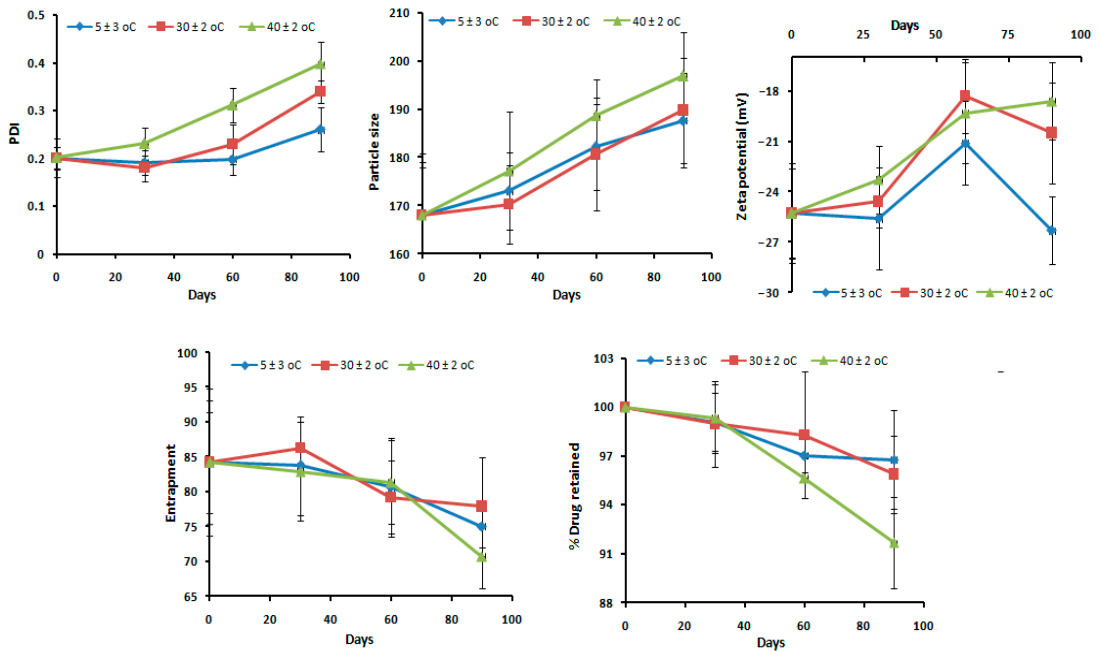 PDI
5 ± 3 oC 30 ± 2 oC 40 ± 2 oC
0.5
0.4
0.3
0.2
0.1
0
0 20 40 60 80 100
Days
Particle size
5 ± 3 oC 30 ± 2 oC 40 ± 2 oC
210
200
190
180
170
160
0 20 40 60 80 100
Days
Days
0 25 50 75 100
Zetapotential (mV)
−18
−21
−24
−27
−30
5 ± 3 oC 30 ± 2 oC 40 ± 2 oC
Entrapment
5 ± 3 oC 30 ± 2 oC 40 ± 2 oC
100
95
90
85
80
75
70
65
0 20 40 60 80 100
Days
% Drug retained
5 ± 3 oC 30 ± 2 oC 40 ± 2 oC
103
100
97
94
91
88
0 20 40 60 80 100
Days